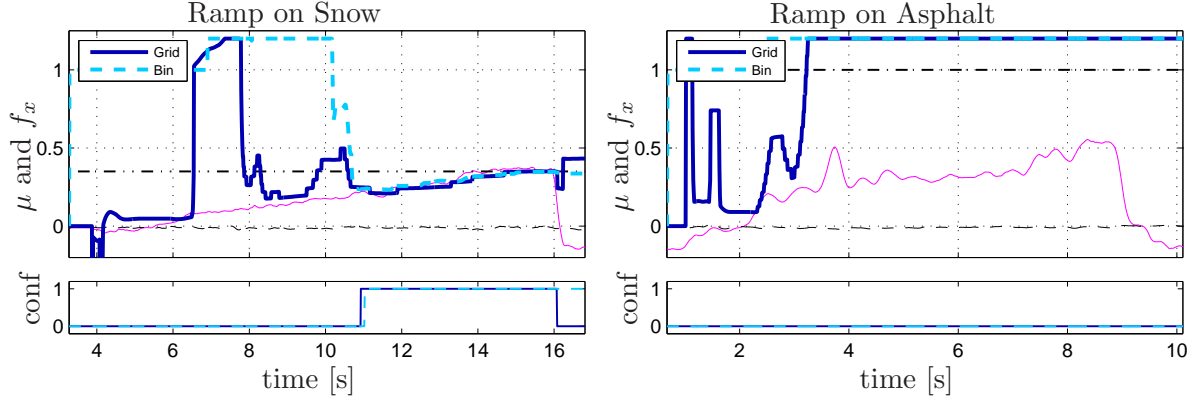 Ramp on Snow
Grid
Bin
1
0.5
0
μ and f_x
1
0
conf
4
6
8
10
12
14
16
time [s]
Ramp on Asphalt
Grid
Bin
1
0.5
0
μ and f_x
1
0
conf
2
4
6
8
10
time [s]